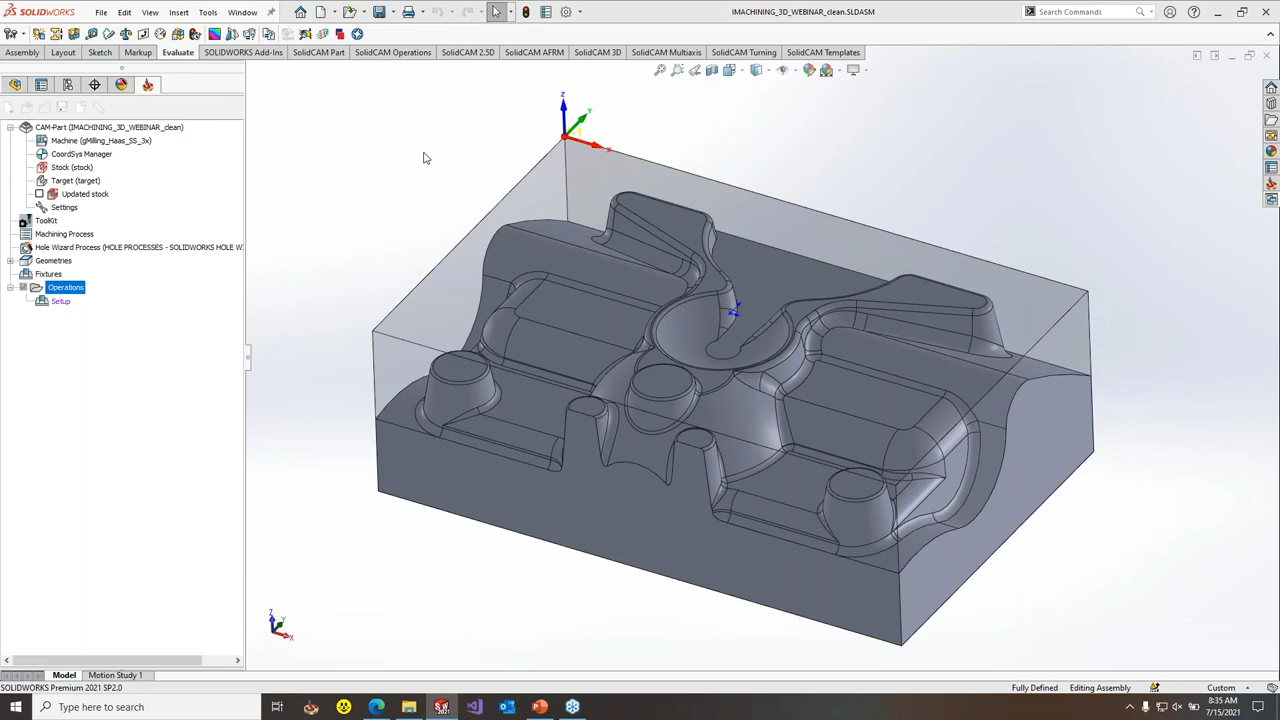 SOLIDWORKS
File Edit View Insert Tools Window
IMACHINING_3D_WEBINAR_clean.SLDASM
Search Commands
Assembly Layout Sketch Markup Evaluate SOLIDWORKS Add-Ins SolidCAM Part SolidCAM Operations SolidCAM 2.5D SolidCAM AFRM SolidCAM 3D SolidCAM Multiaxis SolidCAM Turning SolidCAM Templates
CAM-Part (IMACHINING_3D_WEBINAR_clean)
Machine (gMilling_Haas_SS_3x)
CoordSys Manager
Stock (stock)
Target (target)
Updated stock
Settings
ToolKit
Machining Process
Hole Wizard Process (HOLE PROCESSES - SOLIDWORKS HOLE W
Geometries
Fixtures
Operations
Setup
Z
Y
X
Z
Y
X
Model Motion Study 1
SOLIDWORKS Premium 2021 SP2.0
Fully Defined Editing Assembly Custom
Type here to search
8:35 AM
7/15/2021